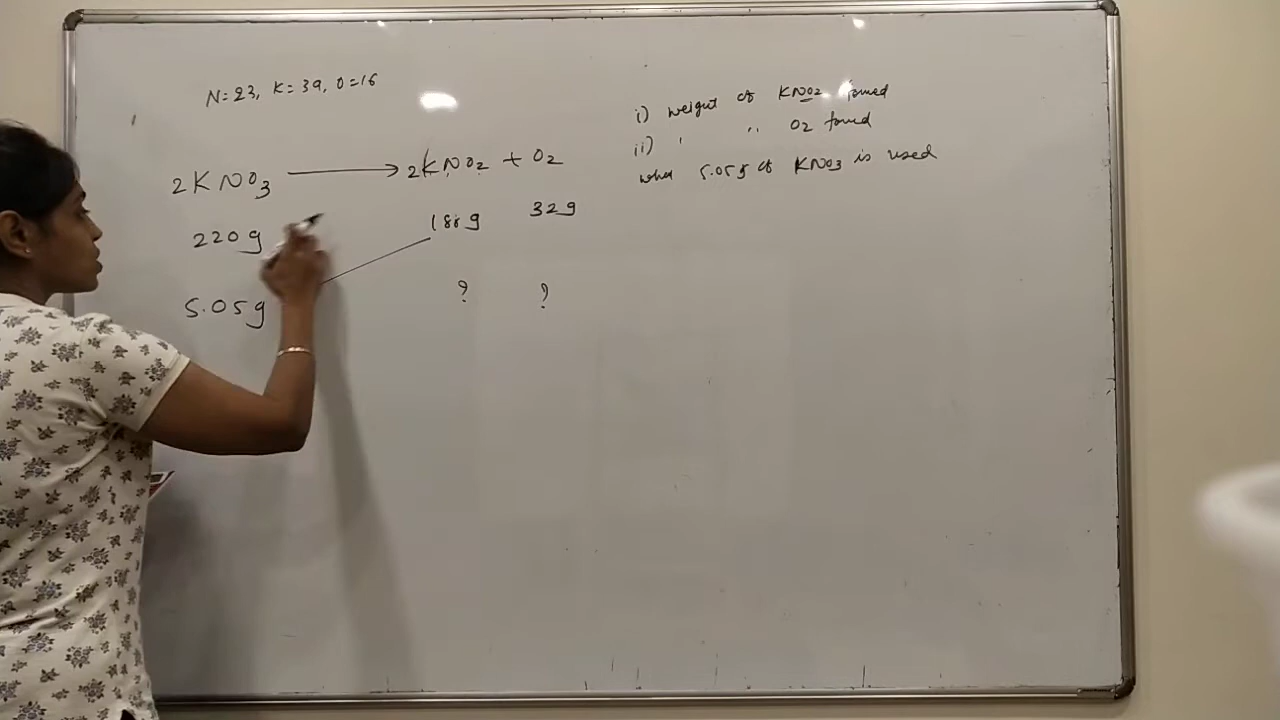 N=23, K=39, O=16
2KNO3 → 2KNO2 + O2
220g 188g 32g
5.05g ? ?
i) weight of KNO2 formed
ii) " " O2 formed
when 5.05g of KNO3 is used